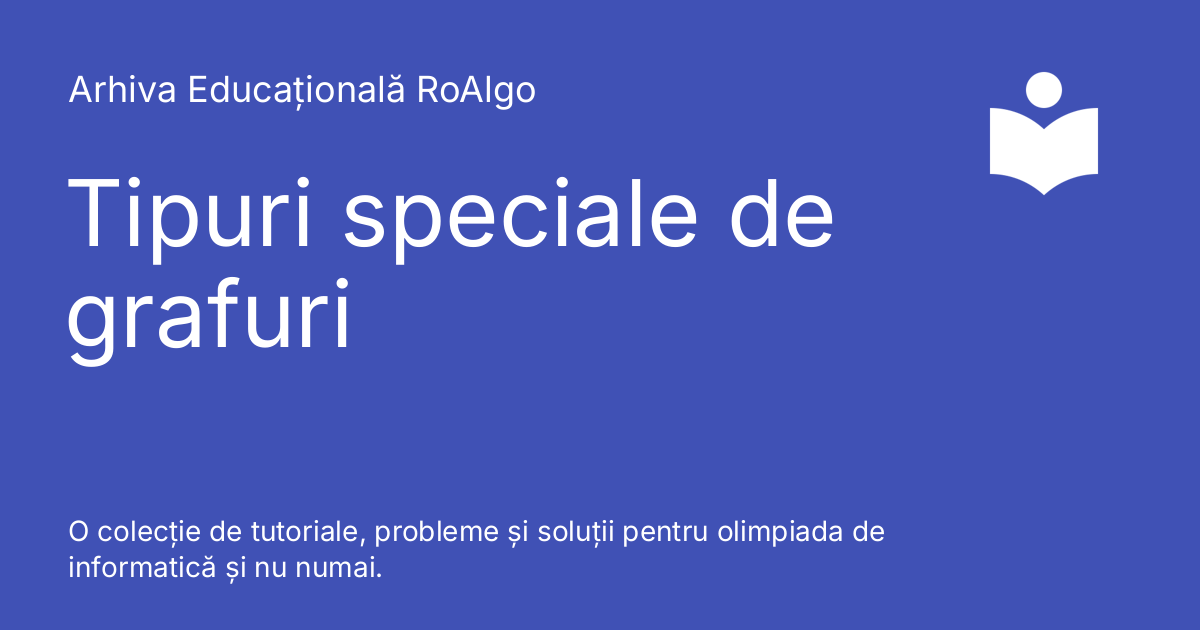 Arhiva Educațională RoAlgo
Tipuri speciale de
grafuri
O colecție de tutoriale, probleme și soluții pentru olimpiada de
informatică și nu numai.